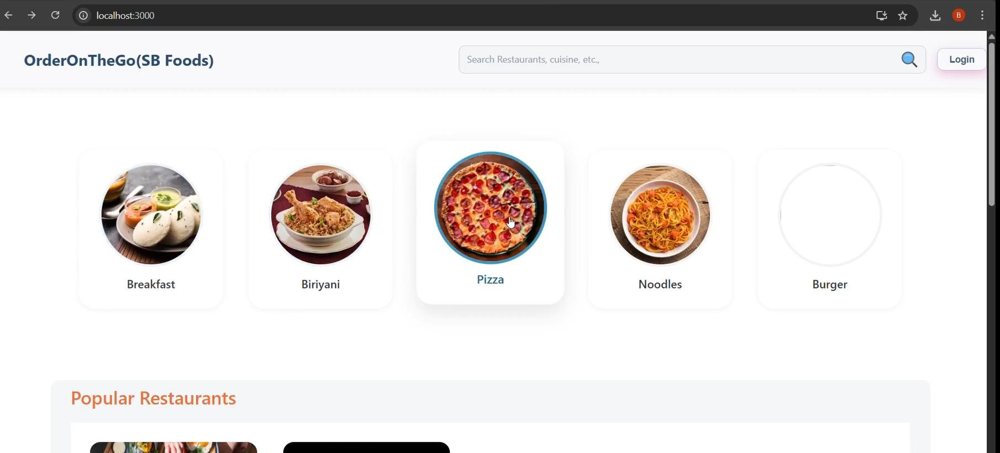 localhost:3000
B
OrderOnTheGo(SB Foods)
Search Restaurants, cuisine, etc.,
Login
Breakfast
Biriyani
Pizza
Noodles
Burger
Popular Restaurants